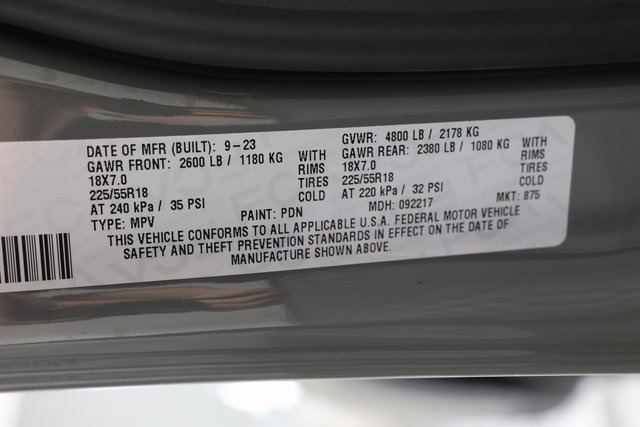 DATE OF MFR (BUILT): 9-23 GVWR: 4800 LB / 2178 KG
GAWR FRONT: 2600 LB / 1180 KG WITH GAWR REAR: 2380 LB / 1080 KG WITH
18X7.0 RIMS 18X7.0 RIMS
225/55R18 TIRES 225/55R18 TIRES
AT 240 kPa / 35 PSI COLD AT 220 kPa / 32 PSI COLD
TYPE: MPV PAINT: PDN MDH: 092217 MKT: 875
THIS VEHICLE CONFORMS TO ALL APPLICABLE U.S.A. FEDERAL MOTOR VEHICLE
SAFETY AND THEFT PREVENTION STANDARDS IN EFFECT ON THE DATE OF
MANUFACTURE SHOWN ABOVE.